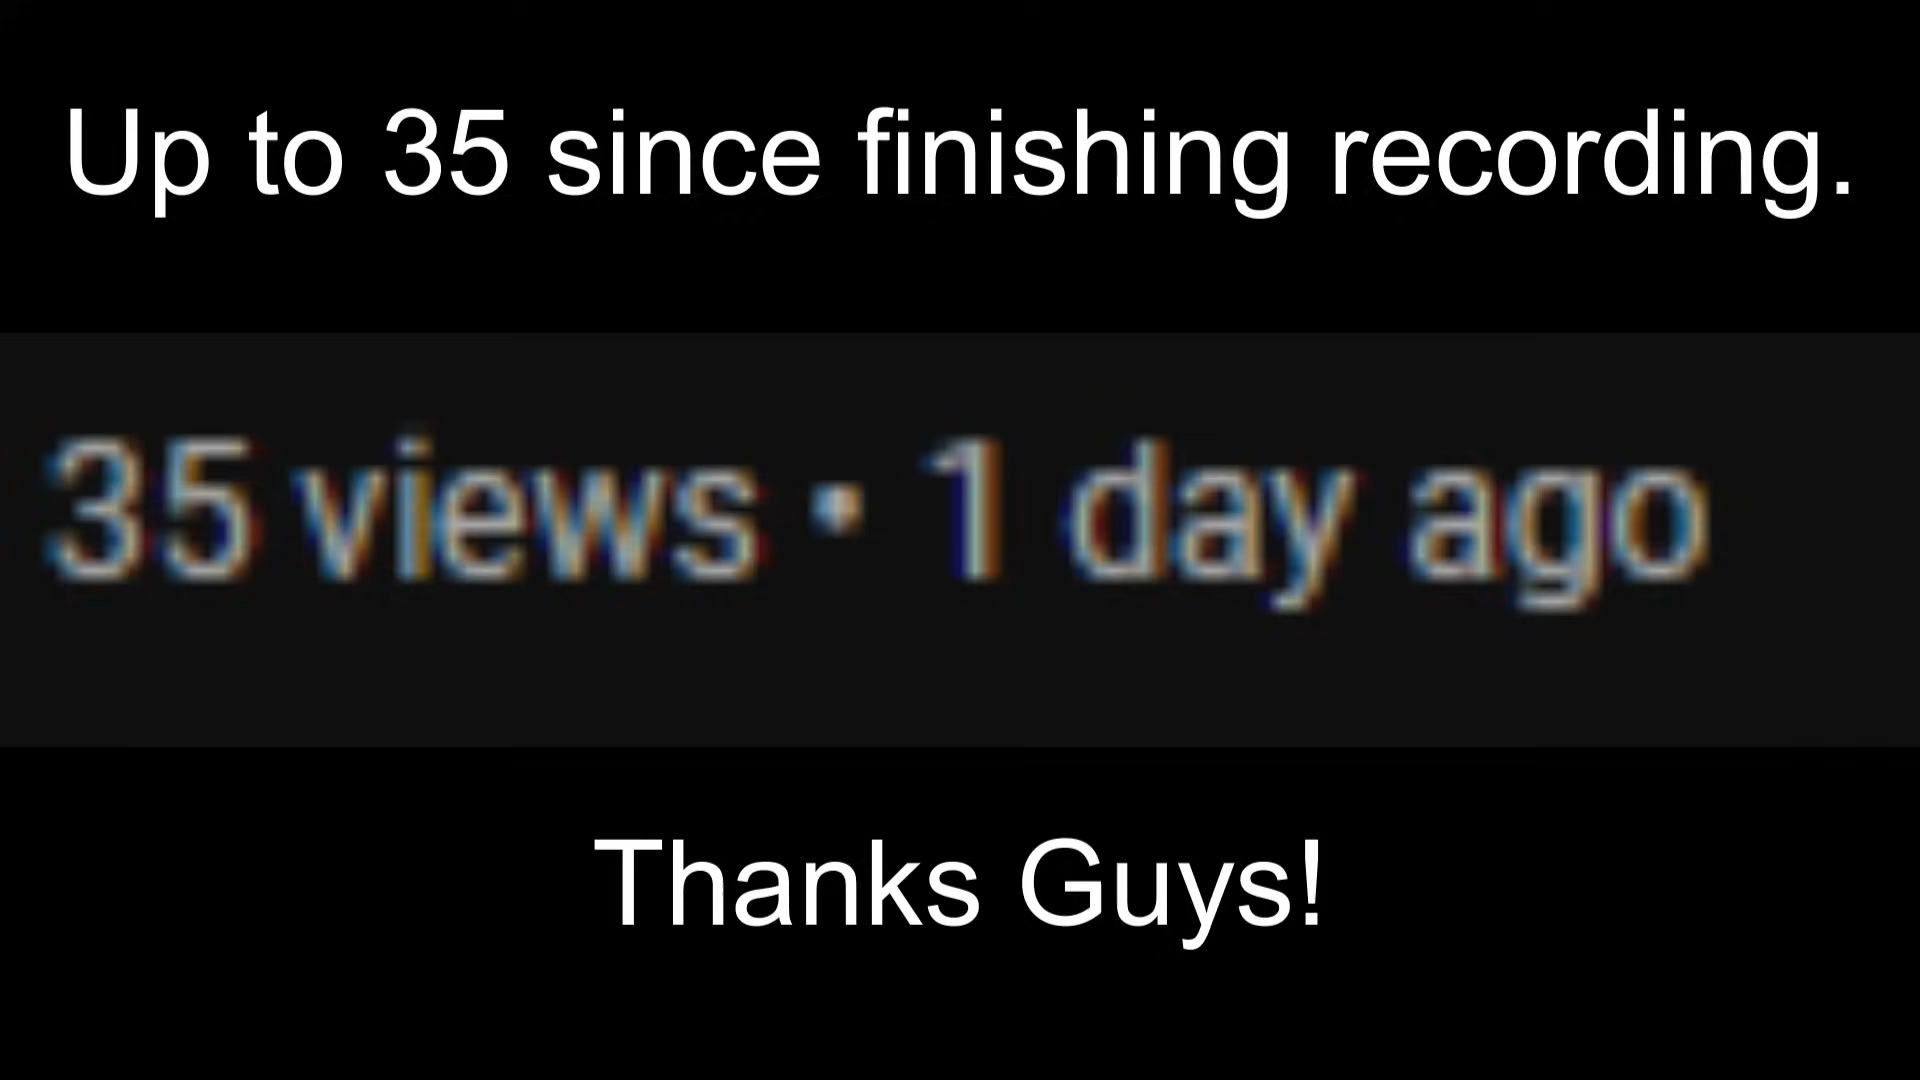 Up to 35 since finishing recording.
35 views • 1 day ago
Thanks Guys!